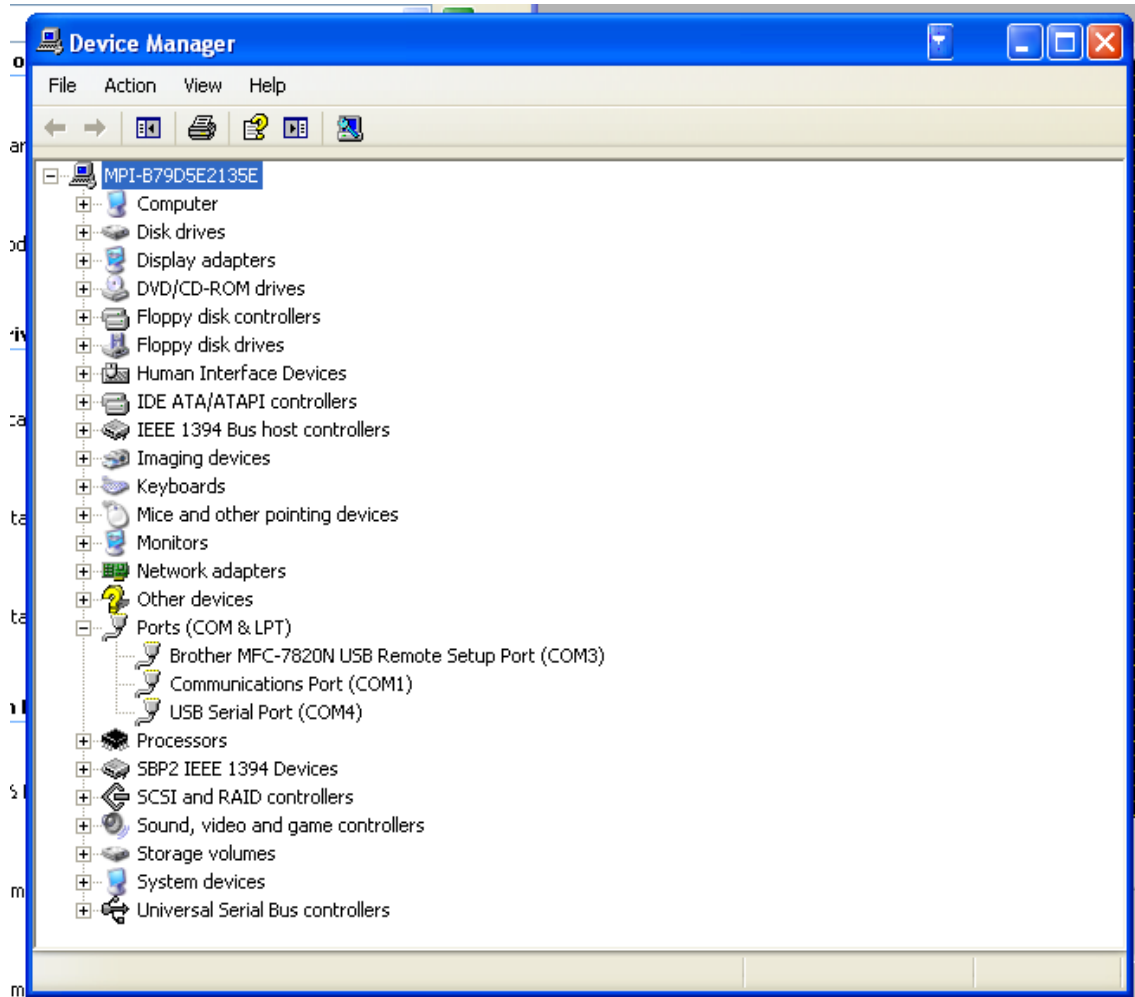 Device Manager
File Action View Help
MPI-B79D5E2135E
Computer
Disk drives
Display adapters
DVD/CD-ROM drives
Floppy disk controllers
Floppy disk drives
Human Interface Devices
IDE ATA/ATAPI controllers
IEEE 1394 Bus host controllers
Imaging devices
Keyboards
Mice and other pointing devices
Monitors
Network adapters
Other devices
Ports (COM & LPT)
Brother MFC-7820N USB Remote Setup Port (COM3)
Communications Port (COM1)
USB Serial Port (COM4)
Processors
SBP2 IEEE 1394 Devices
SCSI and RAID controllers
Sound, video and game controllers
Storage volumes
System devices
Universal Serial Bus controllers